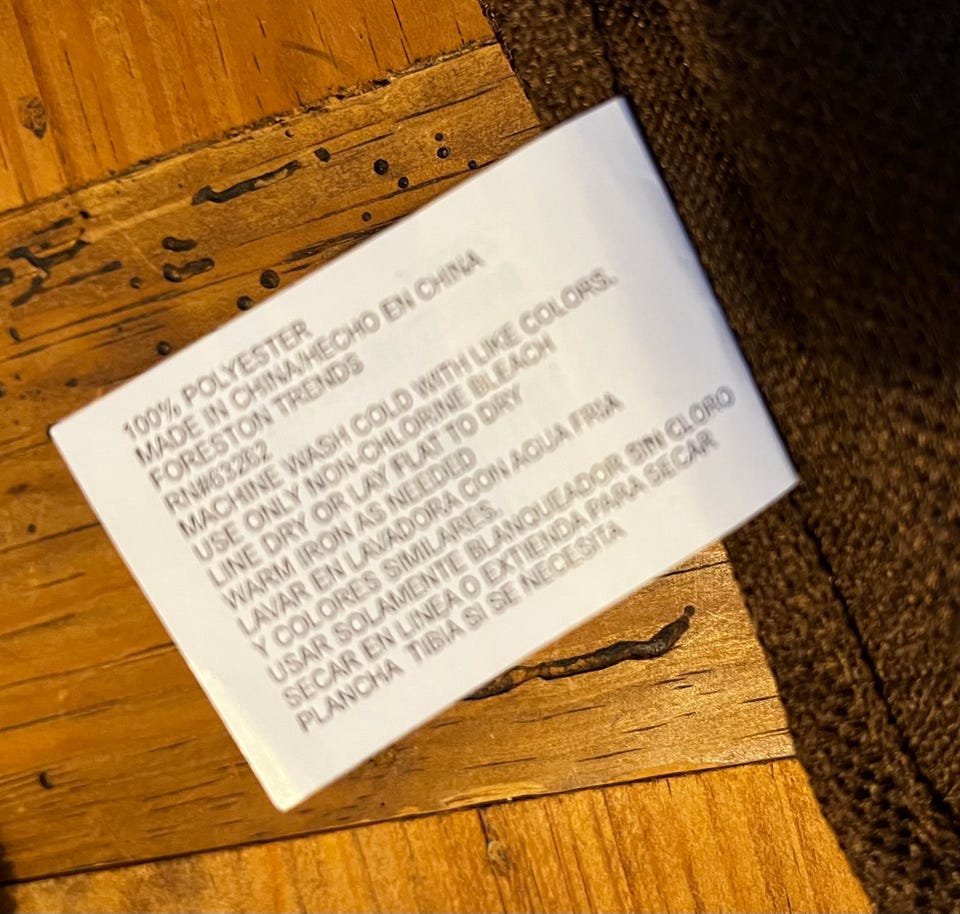 100% POLYESTER
MADE IN CHINA/HECHO EN CHINA
FORESTON TRENDS
RN#63262
MACHINE WASH COLD WITH LIKE COLORS.
USE ONLY NON-CHLORINE BLEACH
LINE DRY OR LAY FLAT TO DRY
WARM IRON AS NEEDED
LAVAR EN LAVADORA CON AGUA FRIA
Y COLORES SIMILARES.
USAR SOLAMENTE BLANQUEADOR SIN CLORO
SECAR EN LINEA O EXTIENDA PARA SECAR
PLANCHA TIBIA SI SE NECESITA